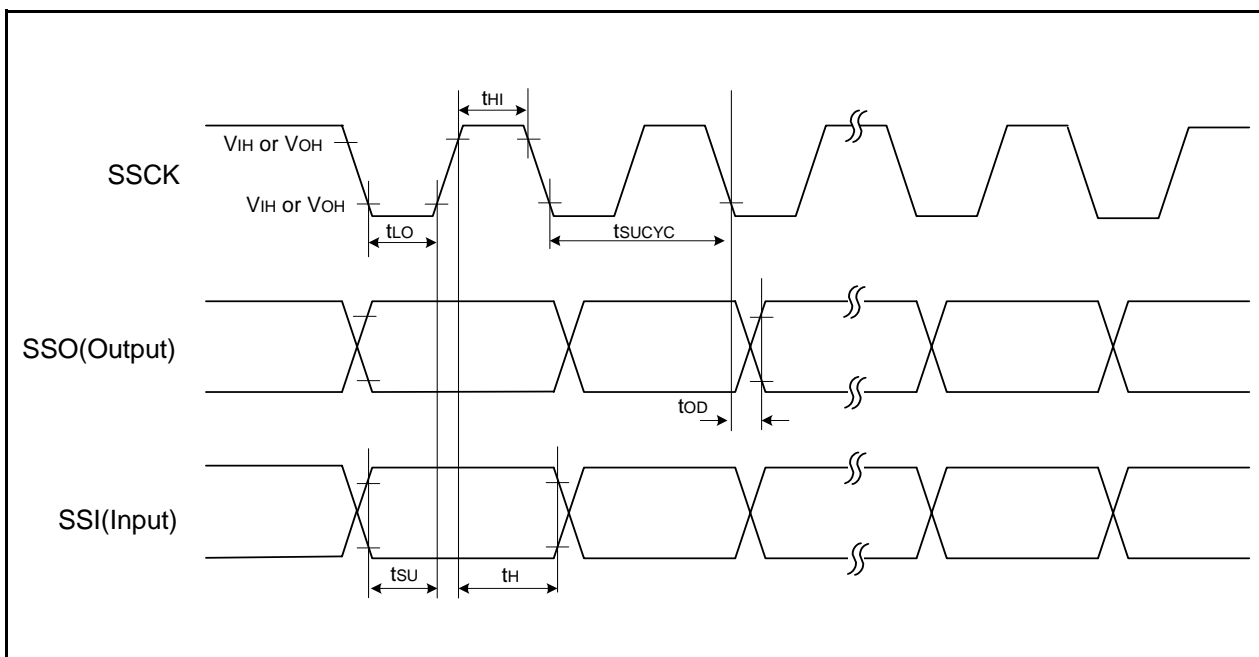 tHI
VIH or VOH
SSCK
VIH or VOH
tLO
tSUCYC
SSO(Output)
tOD
SSI(Input)
tSU
tH